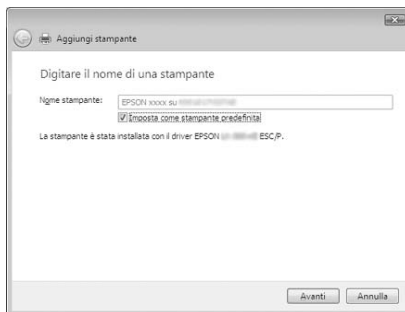 Aggiungi stampante
Digitare il nome di una stampante
Nome stampante:
EPSON xxxx su
Imposta come stampante predefinita
La stampante è stata installata con il driver EPSON ESC/P.
Avanti
Annulla